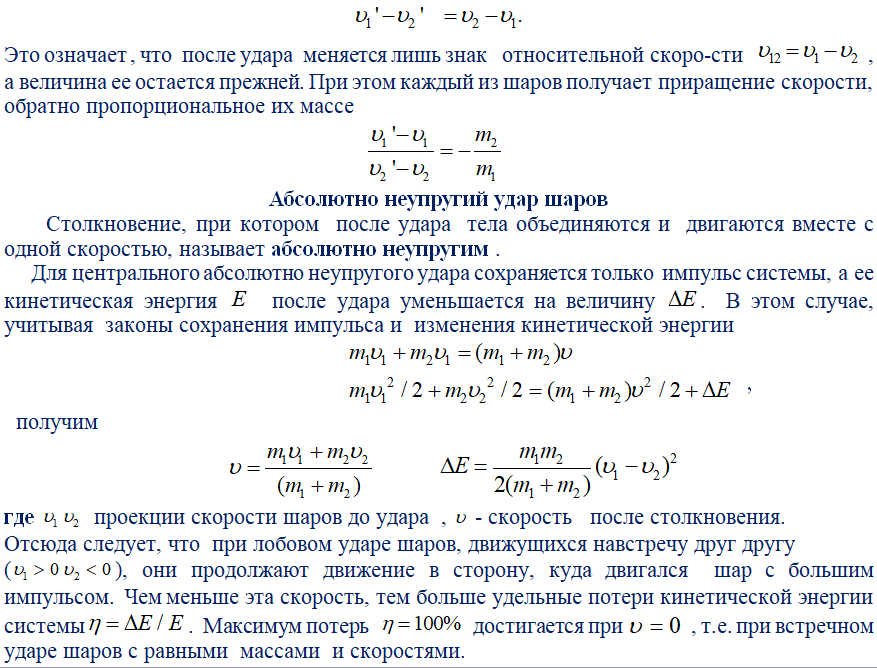 υ₁'−υ₂' = υ₂−υ₁.
Это означает, что после удара меняется лишь знак относительной скоро-сти υ₁₂=υ₁−υ₂ ,
а величина ее остается прежней. При этом каждый из шаров получает приращение скорости,
обратно пропорциональное их массе
(υ₁'−υ₁)/(υ₂'−υ₂) = −m₂/m₁
Абсолютно неупругий удар шаров
Столкновение, при котором после удара тела объединяются и двигаются вместе с
одной скоростью, называет абсолютно неупругим .
Для центрального абсолютно неупругого удара сохраняется только импульс системы, а ее
кинетическая энергия E после удара уменьшается на величину ΔE. В этом случае,
учитывая законы сохранения импульса и изменения кинетической энергии
m₁υ₁ + m₂υ₁ = (m₁ + m₂)υ
m₁υ₁² / 2 + m₂υ₂² / 2 = (m₁ + m₂)υ² / 2 + ΔE ,
получим
υ = (m₁υ₁ + m₂υ₂)/(m₁ + m₂) ΔE = m₁m₂/2(m₁ + m₂) (υ₁ − υ₂)²
где υ₁ υ₂ проекции скорости шаров до удара , υ - скорость после столкновения.
Отсюда следует, что при лобовом ударе шаров, движущихся навстречу друг другу
(υ₁ > 0 υ₂ < 0), они продолжают движение в сторону, куда двигался шар с большим
импульсом. Чем меньше эта скорость, тем больше удельные потери кинетической энергии
системы η = ΔE / E . Максимум потерь η = 100% достигается при υ = 0 , т.е. при встречном
ударе шаров с равными массами и скоростями.